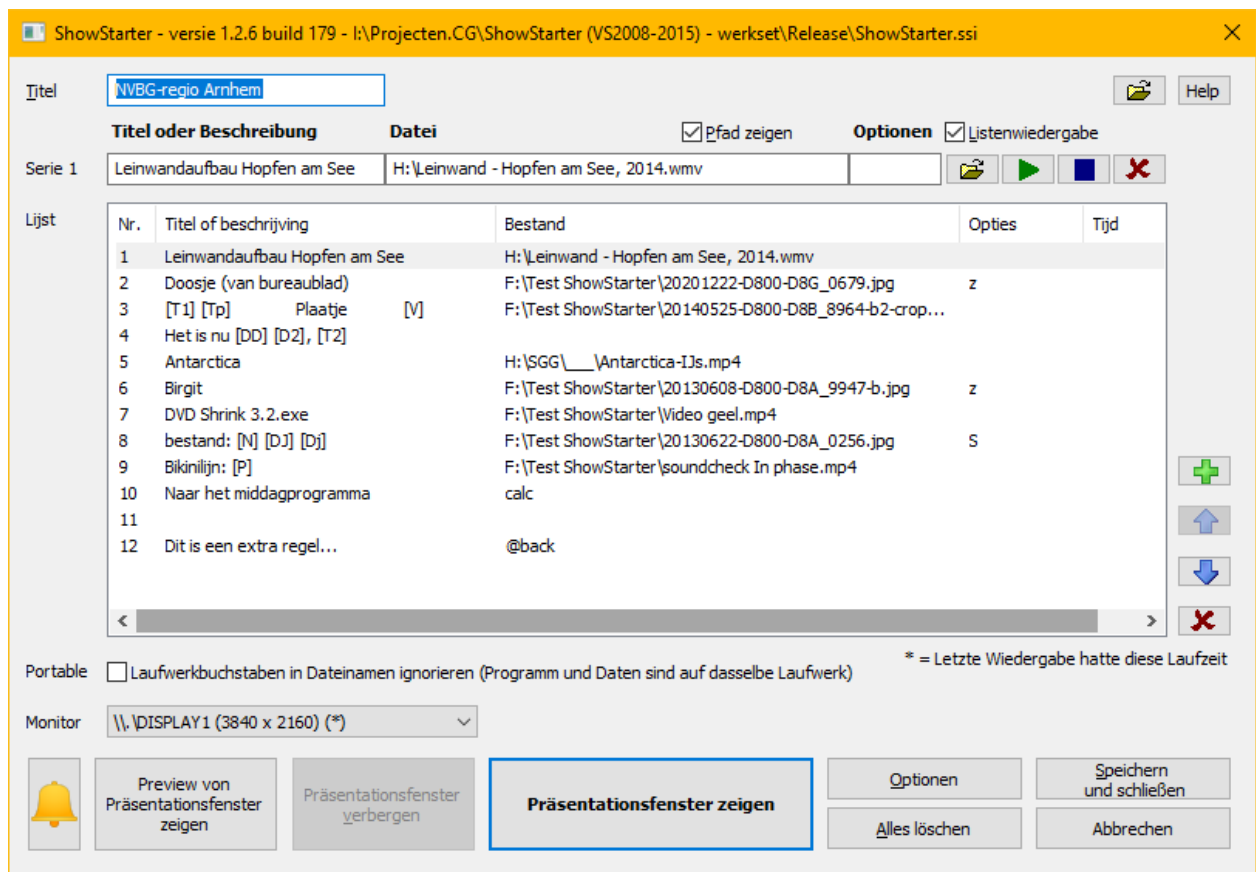 ShowStarter - versie 1.2.6 build 179 - I:\Projecten.CG\ShowStarter (VS2008-2015) - werkset\Release\ShowStarter.ssi
Titel NVBG-regio Arnhem Help
Titel oder Beschreibung Datei Pfad zeigen Optionen Listenwiedergabe
Serie 1 Leinwandaufbau Hopfen am See H:\Leinwand - Hopfen am See, 2014.wmv
Lijst
Nr. Titel of beschrijving Bestand Opties Tijd
1 Leinwandaufbau Hopfen am See H:\Leinwand - Hopfen am See, 2014.wmv
2 Doosje (van bureaublad) F:\Test ShowStarter\20201222-D800-D8G_0679.jpg z
3 [T1] [Tp] Plaatje [V] F:\Test ShowStarter\20140525-D800-D8B_8964-b2-crop...
4 Het is nu [DD] [D2], [T2]
5 Antarctica H:\SGG\___\Antarctica-IJs.mp4
6 Birgit F:\Test ShowStarter\20130608-D800-D8A_9947-b.jpg z
7 DVD Shrink 3.2.exe F:\Test ShowStarter\Video geel.mp4
8 bestand: [N] [DJ] [Dj] F:\Test ShowStarter\20130622-D800-D8A_0256.jpg S
9 Bikinilijn: [P] F:\Test ShowStarter\soundcheck In phase.mp4
10 Naar het middagprogramma calc
11
12 Dit is een extra regel... @back
* = Letzte Wiedergabe hatte diese Laufzeit
Portable Laufwerkbuchstaben in Dateinamen ignorieren (Programm und Daten sind auf dasselbe Laufwerk)
Monitor \\.\DISPLAY1 (3840 x 2160) (*)
Preview von
Präsentationsfenster
zeigen
Präsentationsfenster
verbergen
Präsentationsfenster zeigen
Optionen
Alles löschen
Speichern
und schließen
Abbrechen